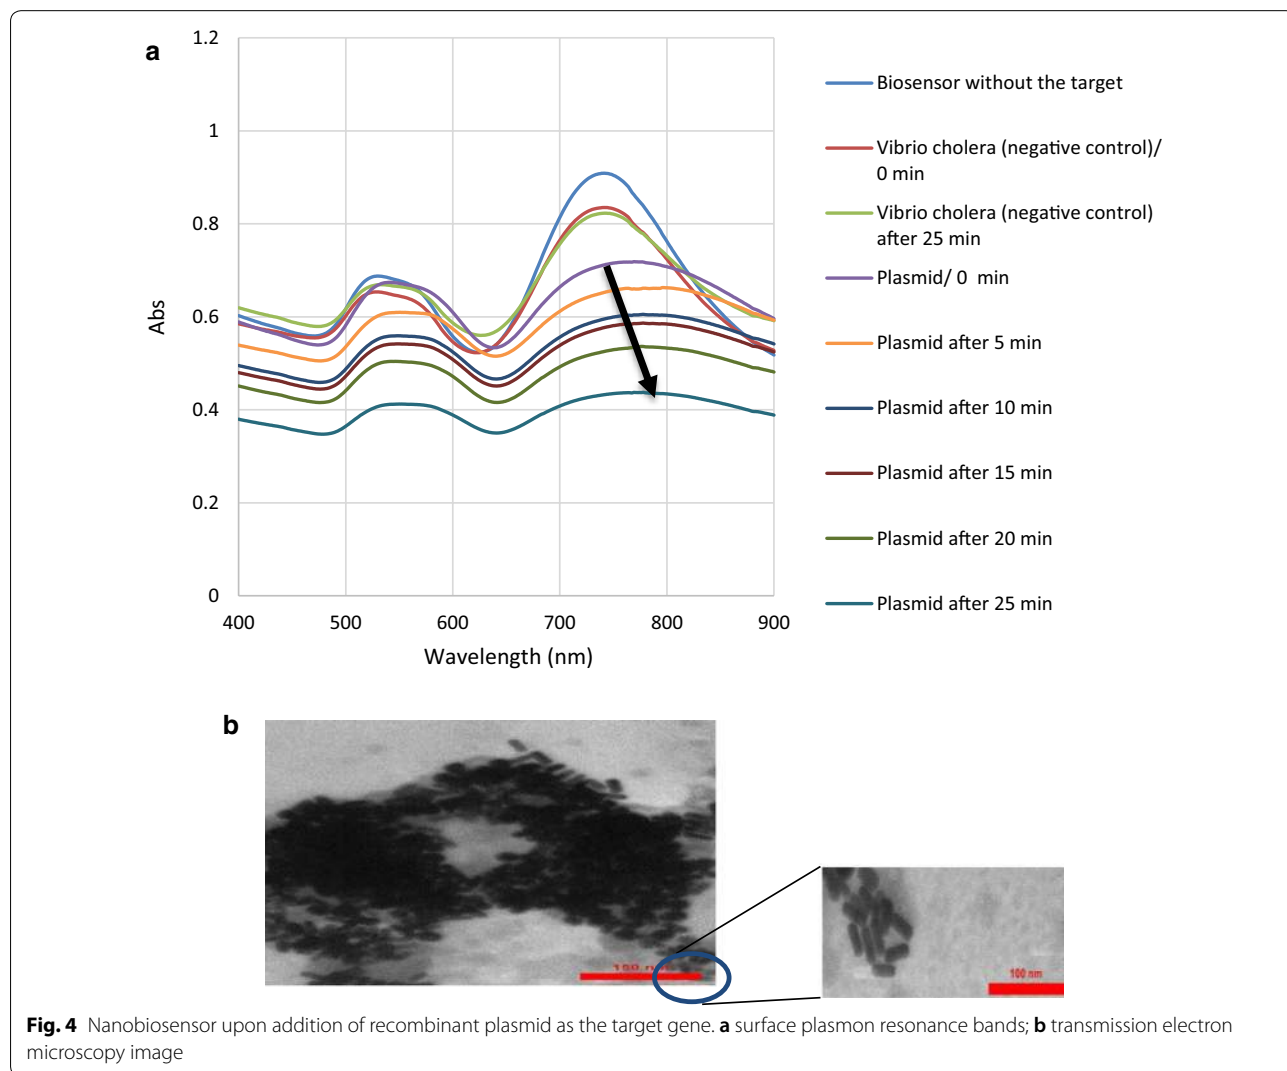 a
1.2
1
0.8
0.6
0.4
0.2
0
Abs
400 500 600 700 800 900
Wavelength (nm)
Biosensor without the target
Vibrio cholera (negative control)/
0 min
Vibrio cholera (negative control)
after 25 min
Plasmid/ 0 min
Plasmid after 5 min
Plasmid after 10 min
Plasmid after 15 min
Plasmid after 20 min
Plasmid after 25 min
b
100 nm
Fig. 4 Nanobiosensor upon addition of recombinant plasmid as the target gene. a surface plasmon resonance bands; b transmission electron
microscopy image